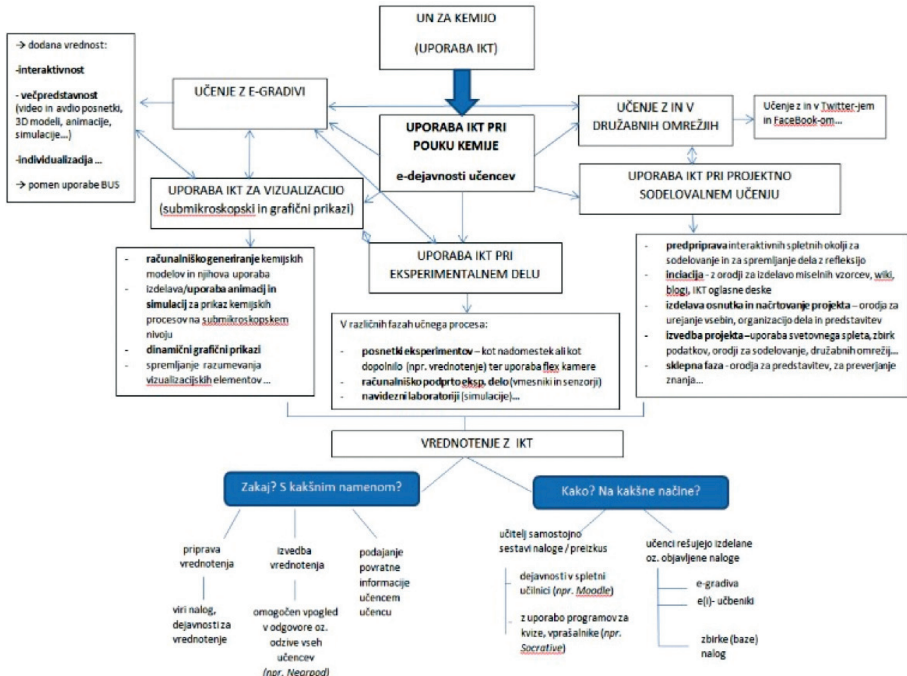 UN ZA KEMIJO
(UPORABA IKT)
→ dodana vrednost:
-interaktivnost
- večpredstavnost
(video in avdio posnetki,
3D modeli, animacije,
simulacije...)
-individualizacija ...
→ pomen uporabe BUS
UČENJE Z E-GRADIVI
UPORABA IKT PRI
POUKU KEMIJE
e-dejavnosti učencev
UČENJE Z IN V
DRUŽABNIH OMREŽJIH
Učenje z in v Twitter-jem
in FaceBook-om...
UPORABA IKT ZA VIZUALIZACIJO
(submikroskopski in grafični prikazi)
UPORABA IKT PRI PROJEKTNO
SODELOVALNEM UČENJU
UPORABA IKT PRI
EKSPERIMENTALNEM DELU
- računalniško generiranje kemijskih
modelov in njihova uporaba
- izdelava/uporaba animacij in
simulacij za prikaz kemijskih
procesov na submikroskopskem
nivoju
- dinamični grafični prikazi
- spremljanje razumevanja
vizualizacijskih elementov ...
V različnih fazah učnega procesa:
- posnetki eksperimentov – kot nadomestek ali kot
dopolnilo (npr. vrednotenje) ter uporaba flex kamere
- računalniško podprto eksp. delo (vmesniki in senzorji)
- navidezni laboratoriji (simulacije)...
- predpriprava interaktivnih spletnih okolji za
sodelovanje in za spremljanje dela z refleksijo
- inciacija - z orodji za izdelavo miselnih vzorcev, wiki,
blogi, IKT oglasne deske
- izdelava osnutka in načrtovanje projekta – orodja za
urejanje vsebin, organizacijo dela in predstavitev
- izvedba projekta – uporaba svetovnega spleta, zbirk
podatkov, orodji za sodelovanje, družabnih omrežij...
- sklepna faza - orodja za predstavitev, za preverjanje
znanja...
VREDNOTENJE Z IKT
Zakaj? S kakšnim namenom?
Kako? Na kakšne načine?
priprava
vrednotenja
viri nalog,
dejavnosti za
vrednotenje
izvedba
vrednotenja
omogočen vpogled
v odgovore oz.
odzive vseh
učencev
(npr. Nearpod)
podajanje
povratne
informacije
učencem
učencu
učitelj samostojno
sestavi naloge / preizkus
- dejavnosti v spletni
učilnici (npr. Moodle)
- z uporabo programov za
kvize, vprašalnike (npr.
Socrative)
učenci rešujejo izdelane
oz. objavljene naloge
e-gradiva
e(i)- učbeniki
zbirke (baze)
nalog